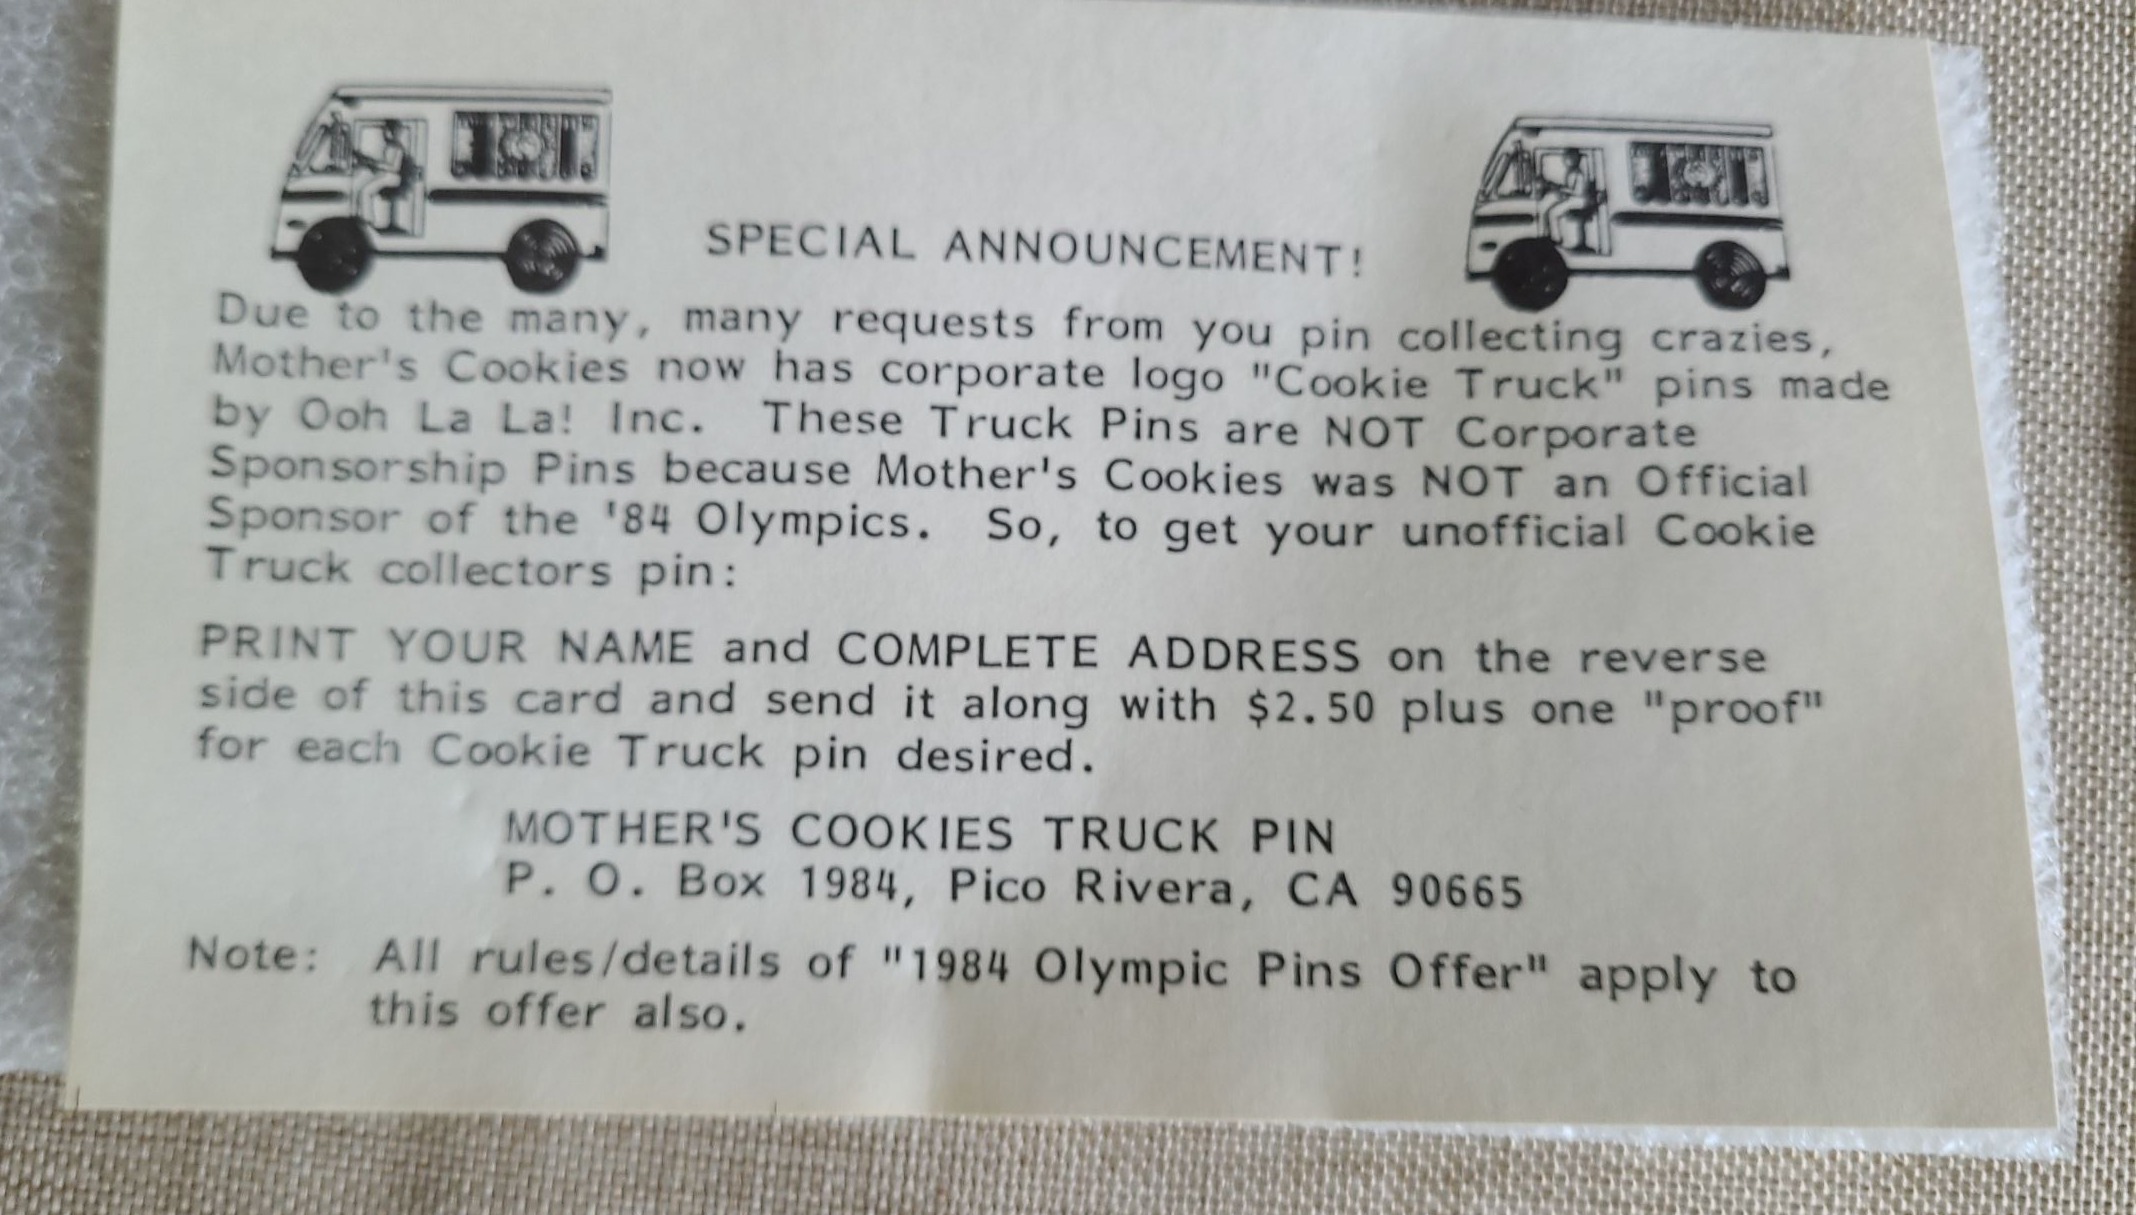 SPECIAL ANNOUNCEMENT!
Due to the many, many requests from you pin collecting crazies,
Mother's Cookies now has corporate logo "Cookie Truck" pins made
by Ooh La La! Inc.  These Truck Pins are NOT Corporate
Sponsorship Pins because Mother's Cookies was NOT an Official
Sponsor of the '84 Olympics.  So, to get your unofficial Cookie
Truck collectors pin:
PRINT YOUR NAME and COMPLETE ADDRESS on the reverse
side of this card and send it along with $2.50 plus one "proof"
for each Cookie Truck pin desired.
MOTHER'S COOKIES TRUCK PIN
P. O. Box 1984, Pico Rivera, CA 90665
Note:  All rules/details of "1984 Olympic Pins Offer" apply to
this offer also.